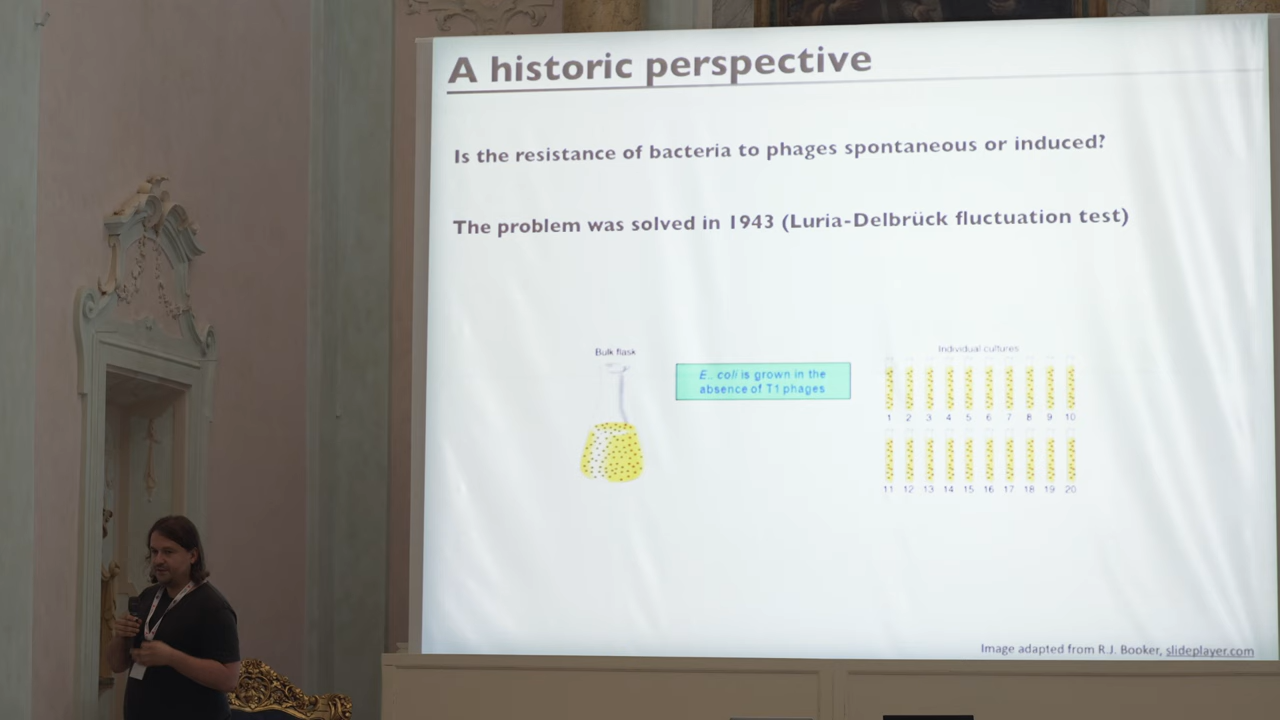 A historic perspective
Is the resistance of bacteria to phages spontaneous or induced?
The problem was solved in 1943 (Luria-Delbrück fluctuation test)
Bulk flask
E. coli is grown in the
absence of T1 phages
Individual cultures
1 2 3 4 5 6 7 8 9 10
11 12 13 14 15 16 17 18 19 20
Image adapted from R.J. Booker, slideplayer.com